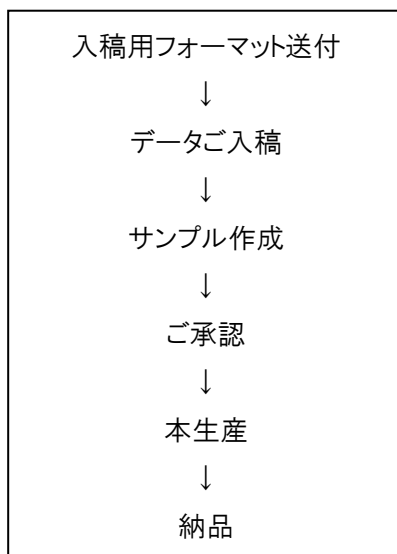 入稿用フォーマット送付
↓
データご入稿
↓
サンプル作成
↓
ご承認
↓
本生産
↓
納品